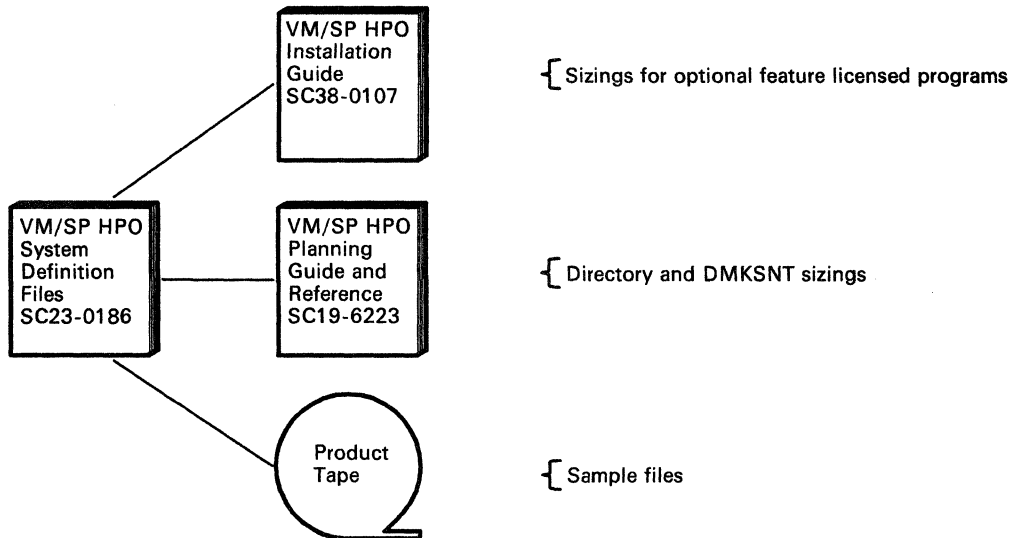 VM/SP HPO
Installation
Guide
SC38-0107
Sizings for optional feature licensed programs
VM/SP HPO
System
Definition
Files
SC23-0186
VM/SP HPO
Planning
Guide and
Reference
SC19-6223
Directory and DMKSNT sizings
Product
Tape
Sample files